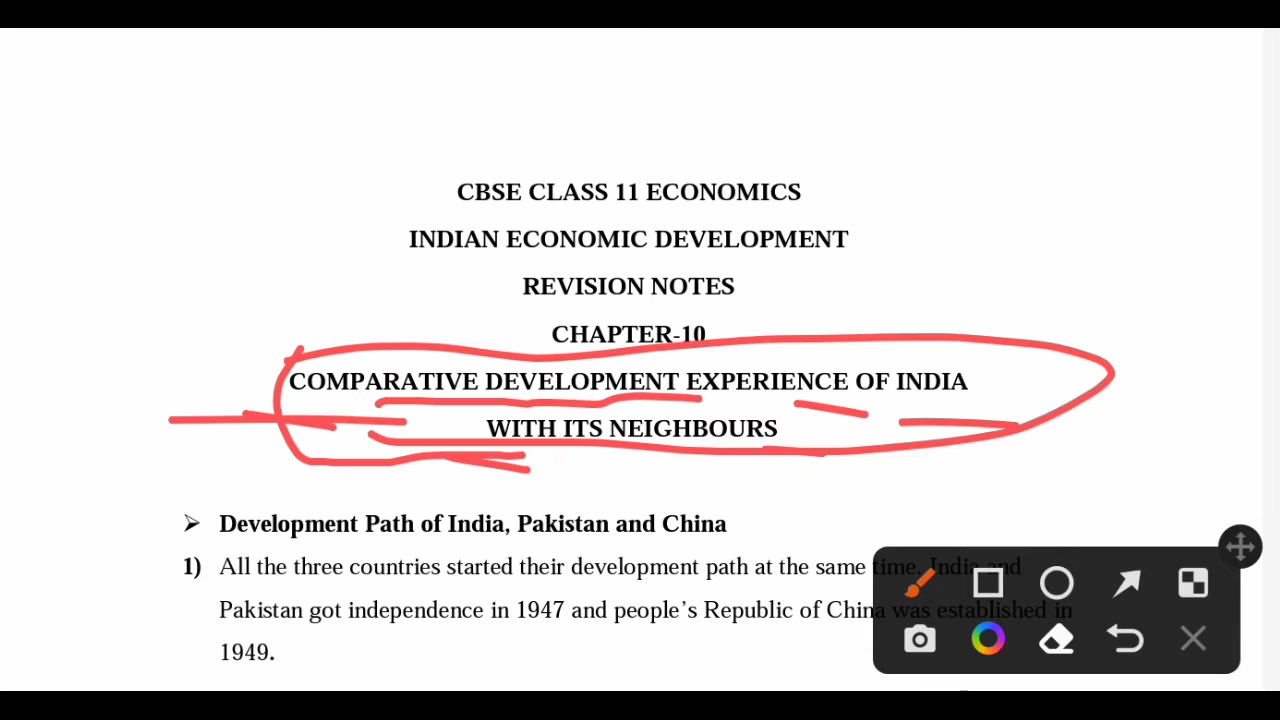 CBSE CLASS 11 ECONOMICS
INDIAN ECONOMIC DEVELOPMENT
REVISION NOTES
CHAPTER-10
COMPARATIVE DEVELOPMENT EXPERIENCE OF INDIA
WITH ITS NEIGHBOURS
➢ Development Path of India, Pakistan and China
1) All the three countries started their development path at the same time. India and
Pakistan got independence in 1947 and people’s Republic of China was established in
1949.